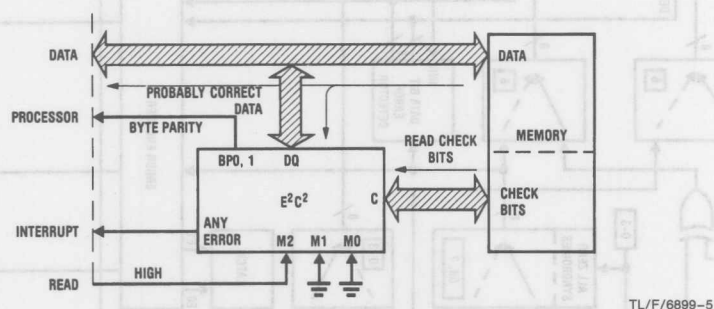 DATA
DATA
PROBABLY CORRECT
DATA
PROCESSOR
BYTE PARITY
READ CHECK
BITS
MEMORY
BP0, 1 DQ
E²C²
C
CHECK
BITS
INTERRUPT
ANY
ERROR
M2 M1 M0
READ
HIGH
TL/F/6899-5